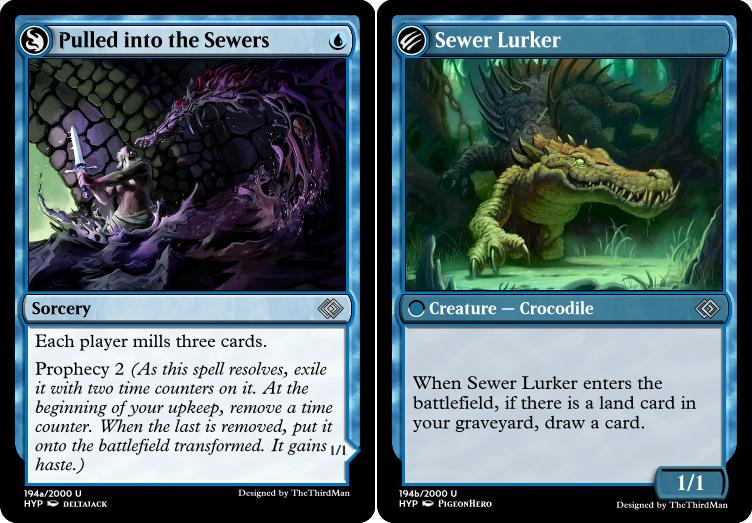 Pulled into the Sewers
Sorcery
Each player mills three cards.
Prophecy 2 (As this spell resolves, exile
it with two time counters on it. At the
beginning of your upkeep, remove a time
counter. When the last is removed, put it
onto the battlefield transformed. It gains
haste.)
1/1
194a/2000 U
HYP DELTAJACK
Designed by TheThirdMan
Sewer Lurker
Creature — Crocodile
When Sewer Lurker enters the
battlefield, if there is a land card in
your graveyard, draw a card.
1/1
194b/2000 U
HYP PIGEONHERO
Designed by TheThirdMan